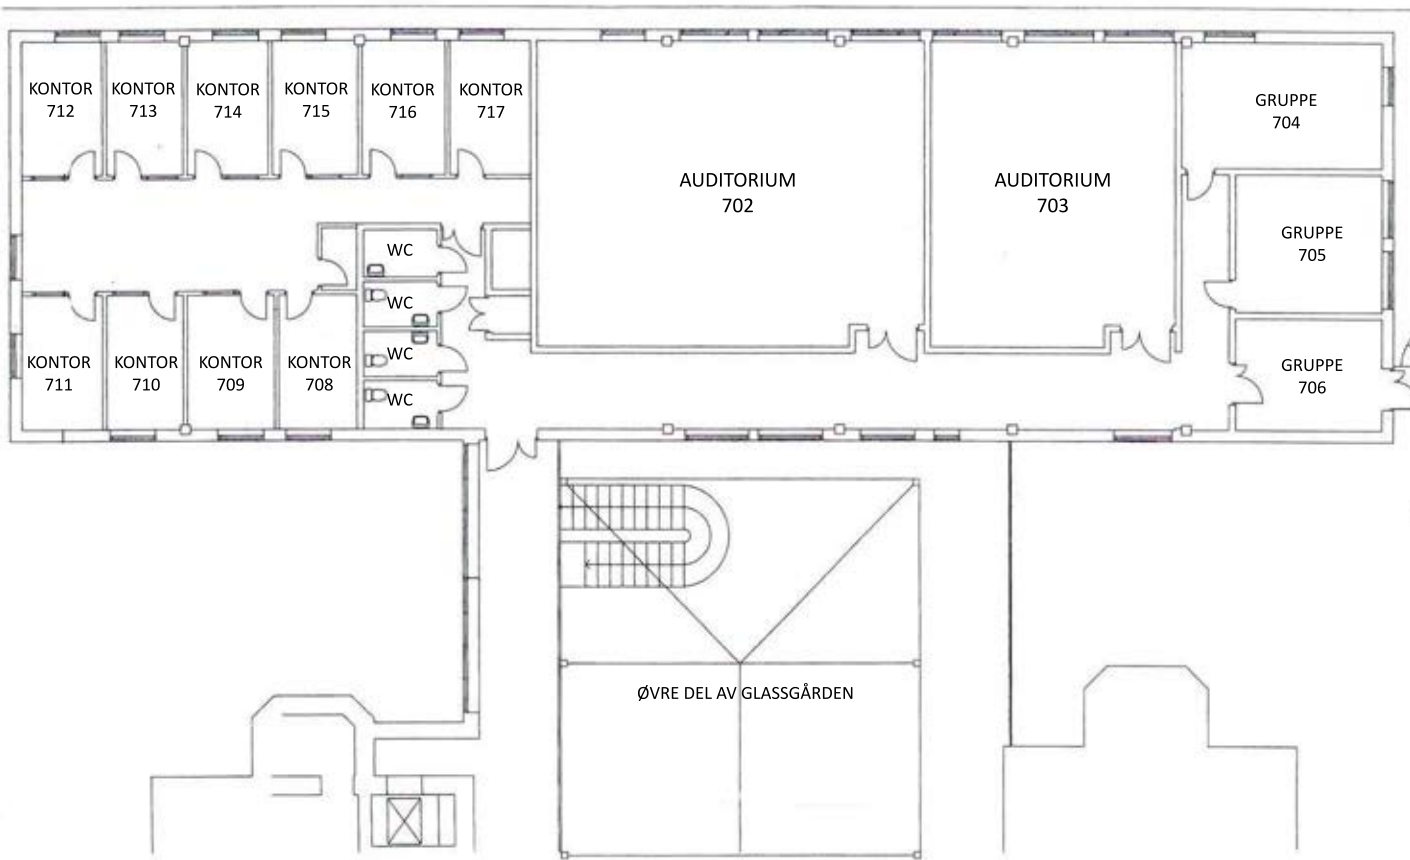 KONTOR
712
KONTOR
713
KONTOR
714
KONTOR
715
KONTOR
716
KONTOR
717
AUDITORIUM
702
AUDITORIUM
703
GRUPPE
704
GRUPPE
705
GRUPPE
706
WC
WC
WC
WC
KONTOR
711
KONTOR
710
KONTOR
709
KONTOR
708
ØVRE DEL AV GLASSGÅRDEN